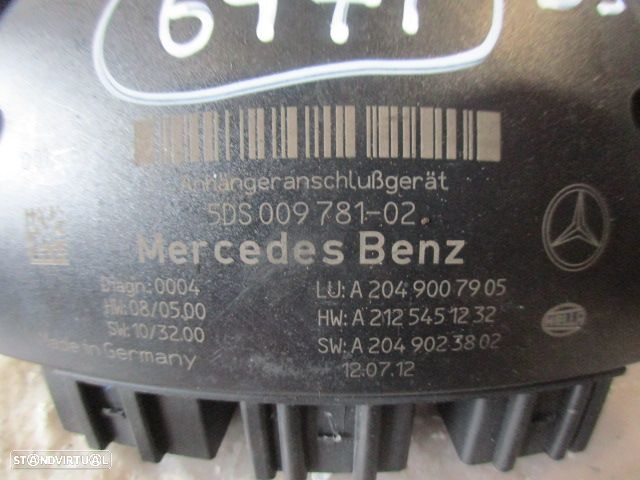 6471
Anhängeranschlußgerät
5DS 009 781-02
Mercedes Benz
Diagn: 0004
HW: 08/05.00
SW: 10/32.00
Made in Germany
LU: A 204 900 79 05
HW: A 212 545 12 32
SW: A 204 902 38 02
12.07.12
HELLA
STANDVIRTUAL